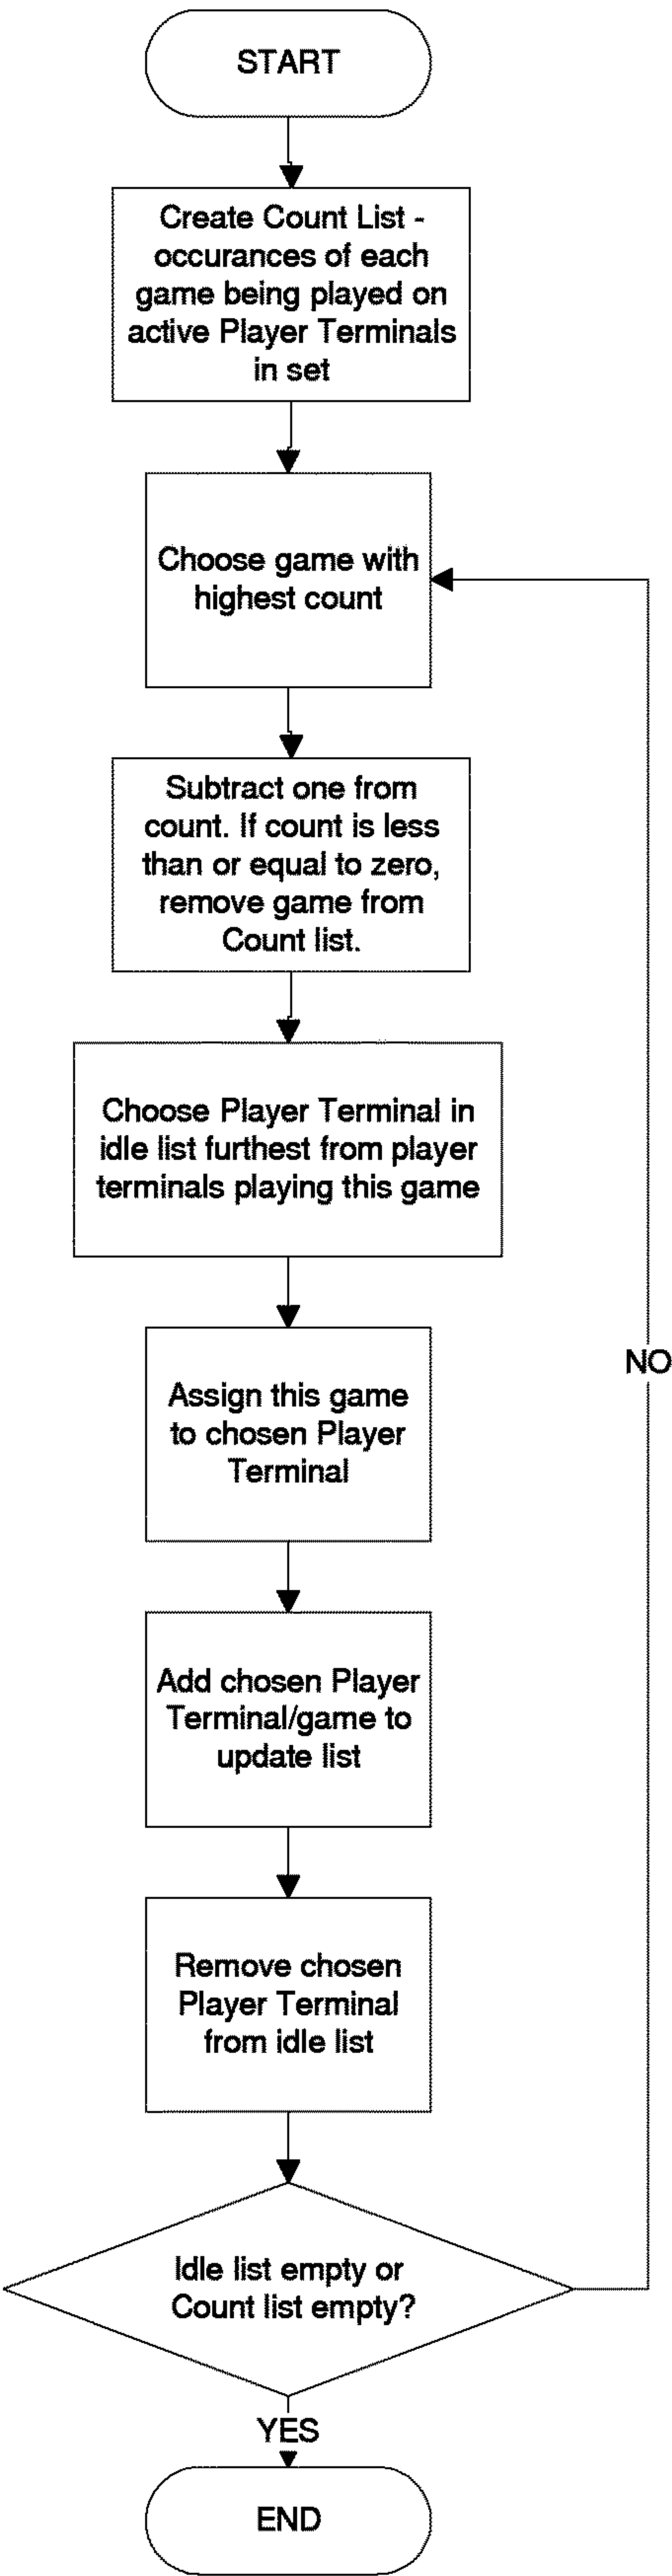 START
Create Count List -
occurances of each
game being played on
active Player Terminals
in set
Choose game with
highest count
Subtract one from
count. If count is less
than or equal to zero,
remove game from
Count list.
Choose Player Terminal in
idle list furthest from player
terminals playing this game
NO
Assign this game
to chosen Player
Terminal
Add chosen Player
Terminal/game to
update list
Remove chosen
Player Terminal
from idle list
Idle list empty or
Count list empty?
YES
END